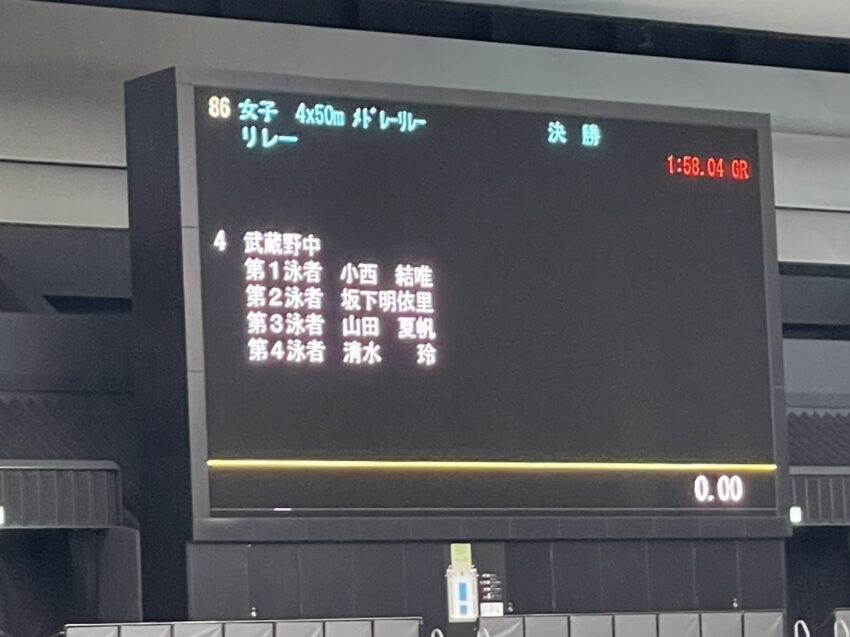 86 女子 4x50m ﾒﾄﾞﾚｰﾘﾚｰ 決 勝
リレー
1:58.04 GR
4 武蔵野中
第1泳者 小西 結唯
第2泳者 坂下明依里
第3泳者 山田 夏帆
第4泳者 清水 玲
0.00